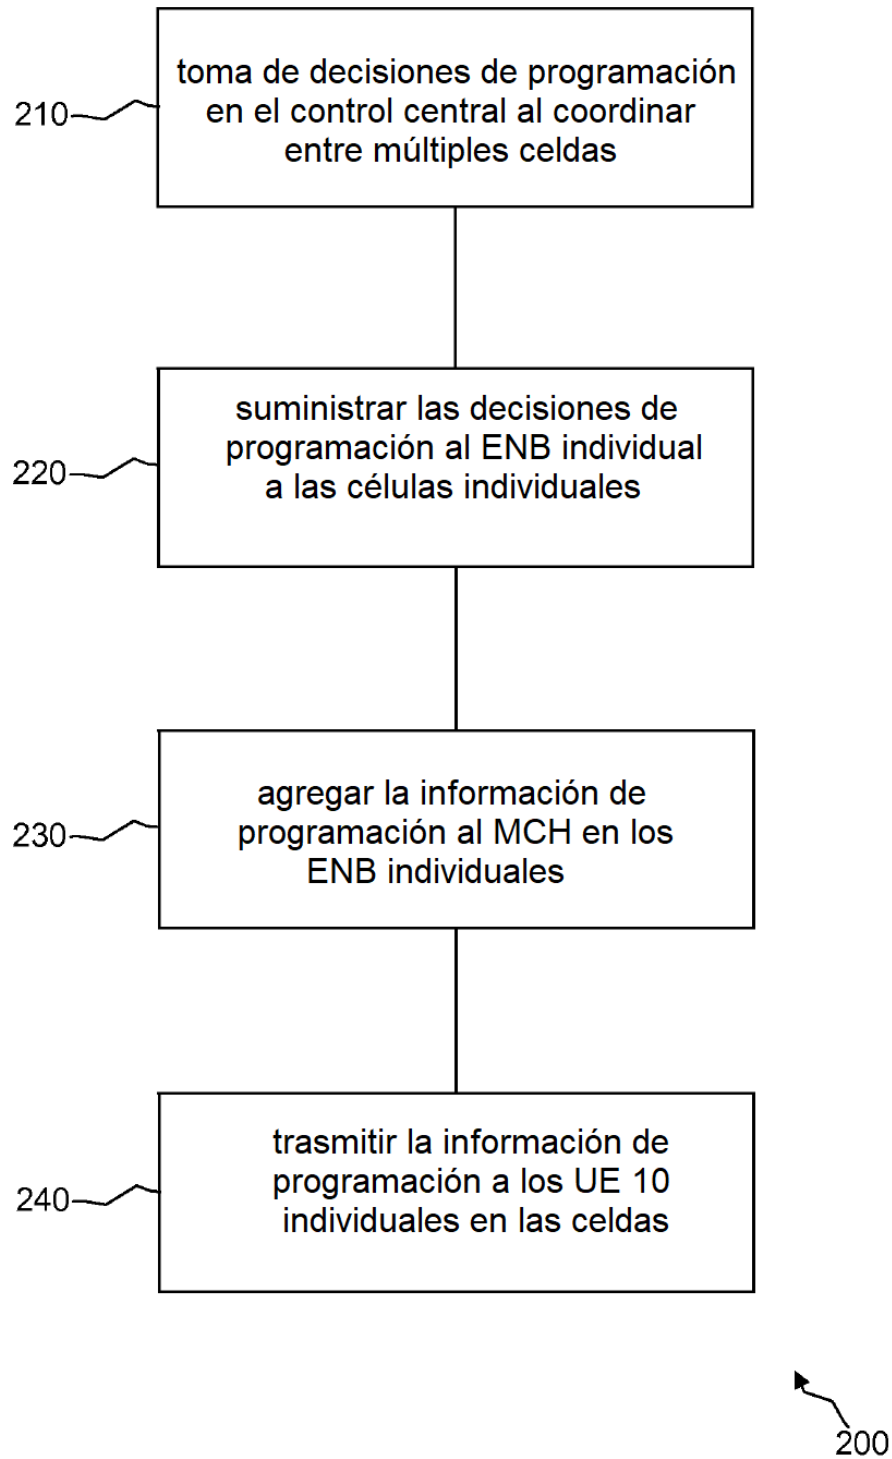 toma de decisiones de programación
en el control central al coordinar
entre múltiples celdas
210
suministrar las decisiones de
programación al ENB individual
a las células individuales
220
agregar la información de
programación al MCH en los
ENB individuales
230
trasmitir la información de
programación a los UE 10
individuales en las celdas
240
200